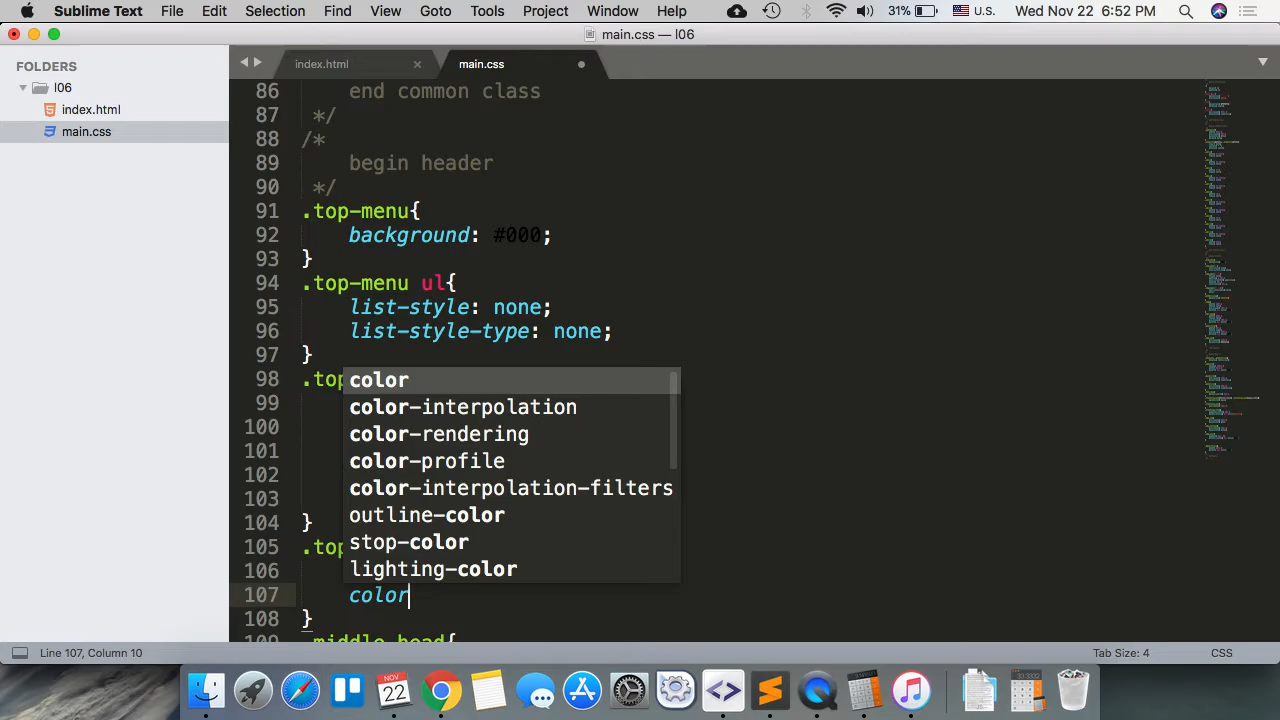 Sublime Text File Edit Selection Find View Goto Tools Project Window Help 31% U.S. Wed Nov 22 6:52 PM
main.css — l06
FOLDERS
l06
index.html
main.css
index.html
main.css
86 end common class
87 */
88 /*
89 begin header
90 */
91 .top-menu{
92 background: #000;
93 }
94 .top-menu ul{
95 list-style: none;
96 list-style-type: none;
97 }
98 .top
99
100
101
102
103
104 }
105 .top
106
107 color
108 }
109 .middle-head{
color
color-interpolation
color-rendering
color-profile
color-interpolation-filters
outline-color
stop-color
lighting-color
Line 107, Column 10 Tab Size: 4 CSS
NOV
22